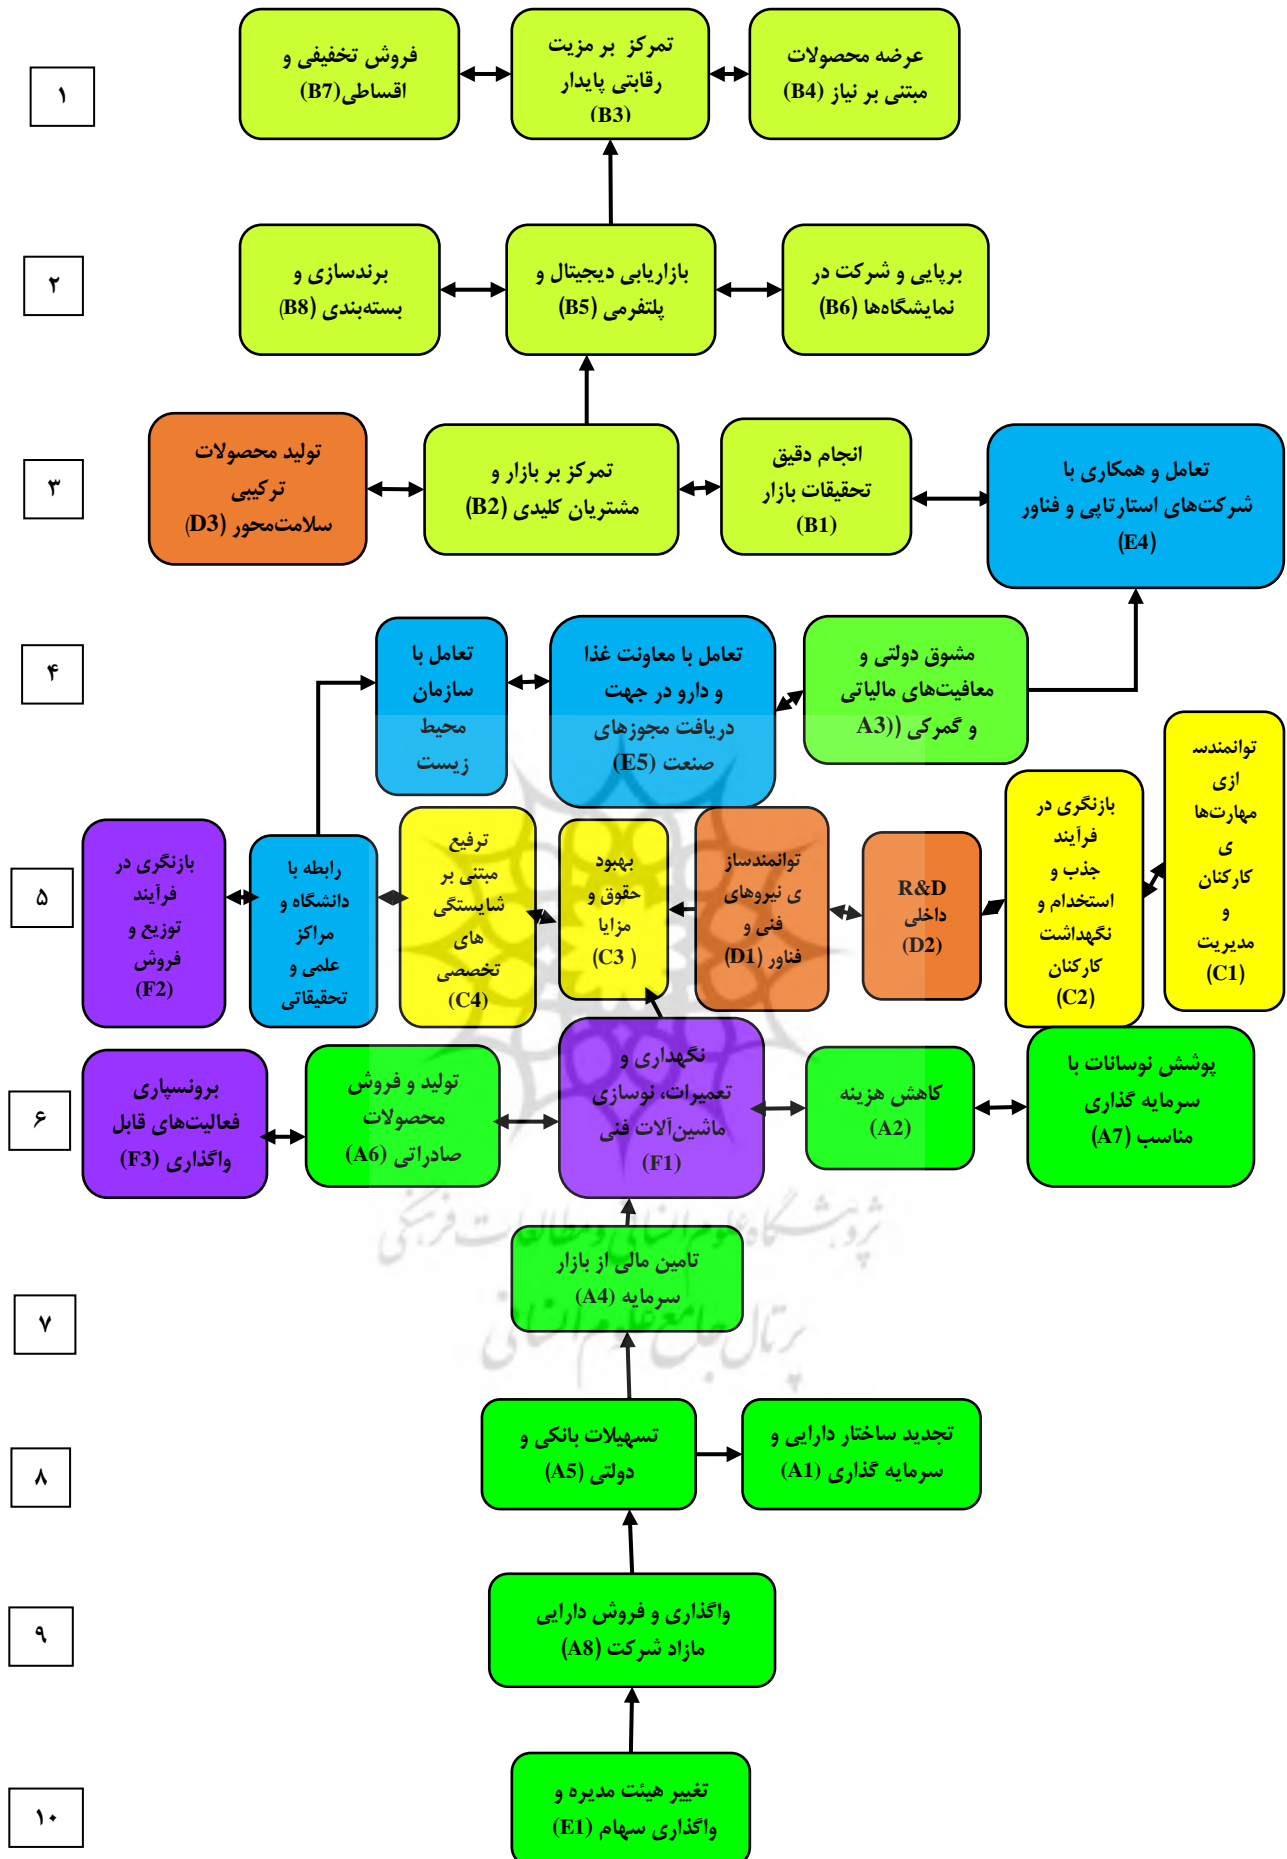 ۱
عرضه محصولات
مبتنی بر نیاز (B4)
تمرکز بر مزیت
رقابتی پایدار
(B3)
فروش تخفیفی و
اقساطی(B7)
۲
برپایی و شرکت در
نمایشگاه‌ها (B6)
بازاریابی دیجیتال و
پلتفرمی (B5)
برندسازی و
بسته‌بندی (B8)
۳
تعامل و همکاری با
شرکت‌های استارتاپی و فناور
(E4)
انجام دقیق
تحقیقات بازار
(B1)
تمرکز بر بازار و
مشتریان کلیدی (B2)
تولید محصولات
ترکیبی
سلامت‌محور (D3)
۴
مشوق دولتی و
معافیت‌های مالیاتی
و گمرکی ((A3
تعامل با معاونت غذا
و دارو در جهت
دریافت مجوزهای
صنعت (E5)
تعامل با
سازمان
محیط
زیست
۵
توانمندس
ازی
مهارت‌ها
ی
کارکنان
و
مدیریت
(C1)
بازنگری در
فرآیند
جذب و
استخدام و
نگهداشت
کارکنان
(C2)
R&D
داخلی
(D2)
توانمندساز
ی نیروهای
فنی و
فناور (D1)
بهبود
حقوق و
مزایا
(C3 )
ترفیع
مبتنی بر
شایستگی
های
تخصصی
(C4)
رابطه با
دانشگاه و
مراکز
علمی و
تحقیقاتی
بازنگری در
فرآیند
توزیع و
فروش
(F2)
۶
پوشش نوسانات با
سرمایه گذاری
مناسب (A7)
کاهش هزینه
(A2)
نگهداری و
تعمیرات، نوسازی
ماشین‌آلات فنی
(F1)
تولید و فروش
محصولات
صادراتی (A6)
برونسپاری
فعالیت‌های قابل
واگذاری (F3)
پژوهشگاه علوم انسانی و مطالعات فرهنگی
۷
تامین مالی از بازار
سرمایه (A4)
پرتال جامع علوم انسانی
۸
تجدید ساختار دارایی و
سرمایه گذاری (A1)
تسهیلات بانکی و
دولتی (A5)
۹
واگذاری و فروش دارایی
مازاد شرکت (A8)
۱۰
تغییر هیئت مدیره و
واگذاری سهام (E1)